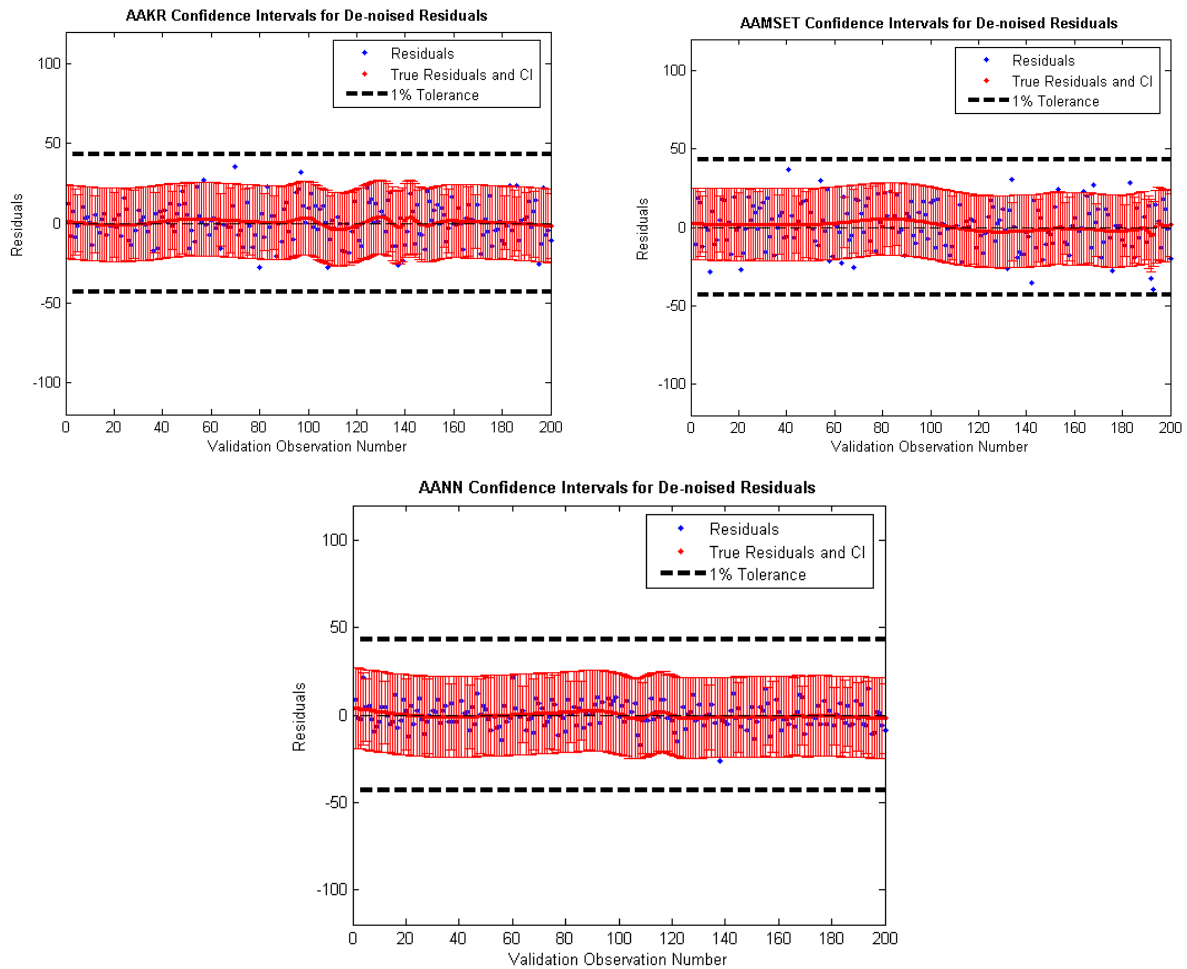 AAKR Confidence Intervals for De-noised Residuals
Residuals
True Residuals and CI
1% Tolerance
100
50
0
-50
-100
Residuals
0 20 40 60 80 100 120 140 160 180 200
Validation Observation Number
AAMSET Confidence Intervals for De-noised Residuals
Residuals
True Residuals and CI
1% Tolerance
100
50
0
-50
-100
Residuals
0 20 40 60 80 100 120 140 160 180 200
Validation Observation Number
AANN Confidence Intervals for De-noised Residuals
Residuals
True Residuals and CI
1% Tolerance
100
50
0
-50
-100
Residuals
0 20 40 60 80 100 120 140 160 180 200
Validation Observation Number